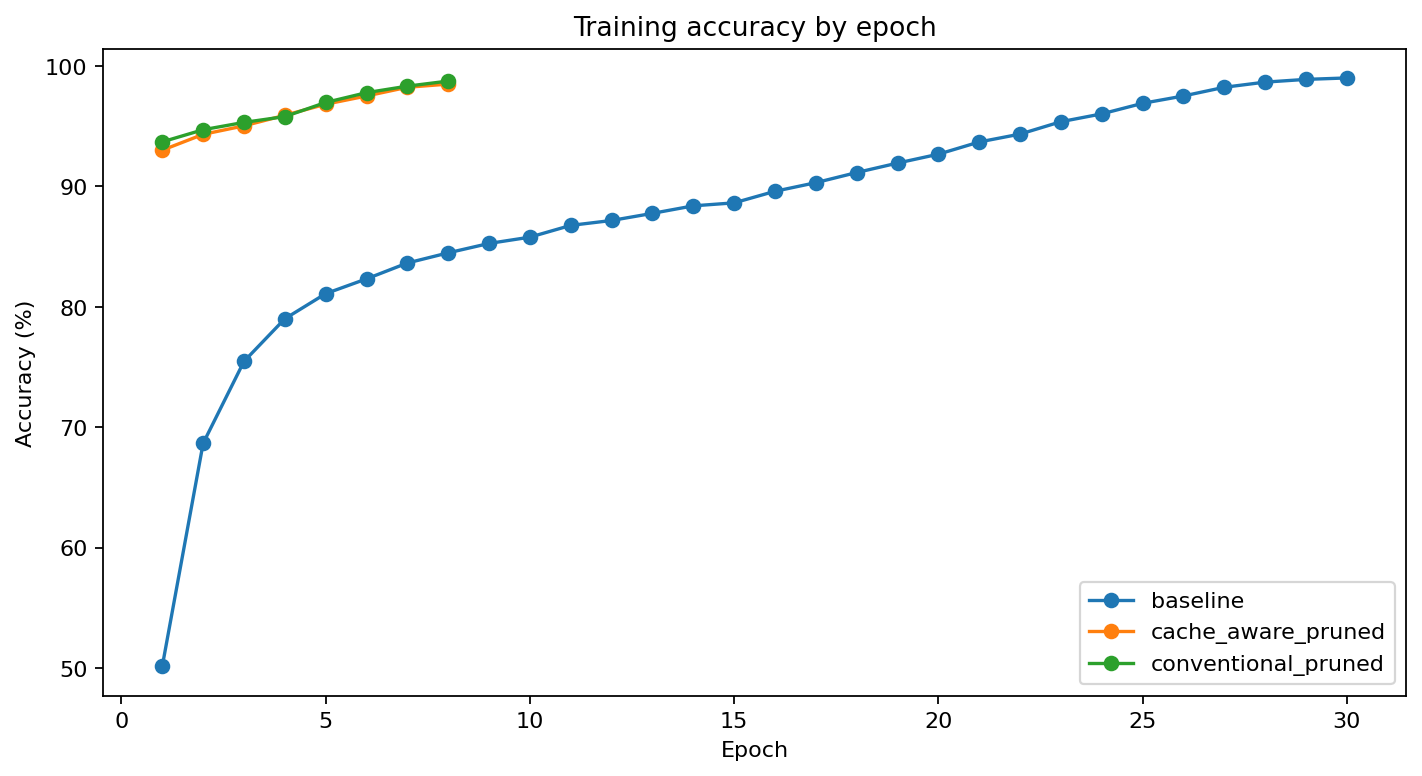 Training accuracy by epoch
Accuracy (%)
100
90
80
70
60
50
0 5 10 15 20 25 30
Epoch
baseline
cache_aware_pruned
conventional_pruned